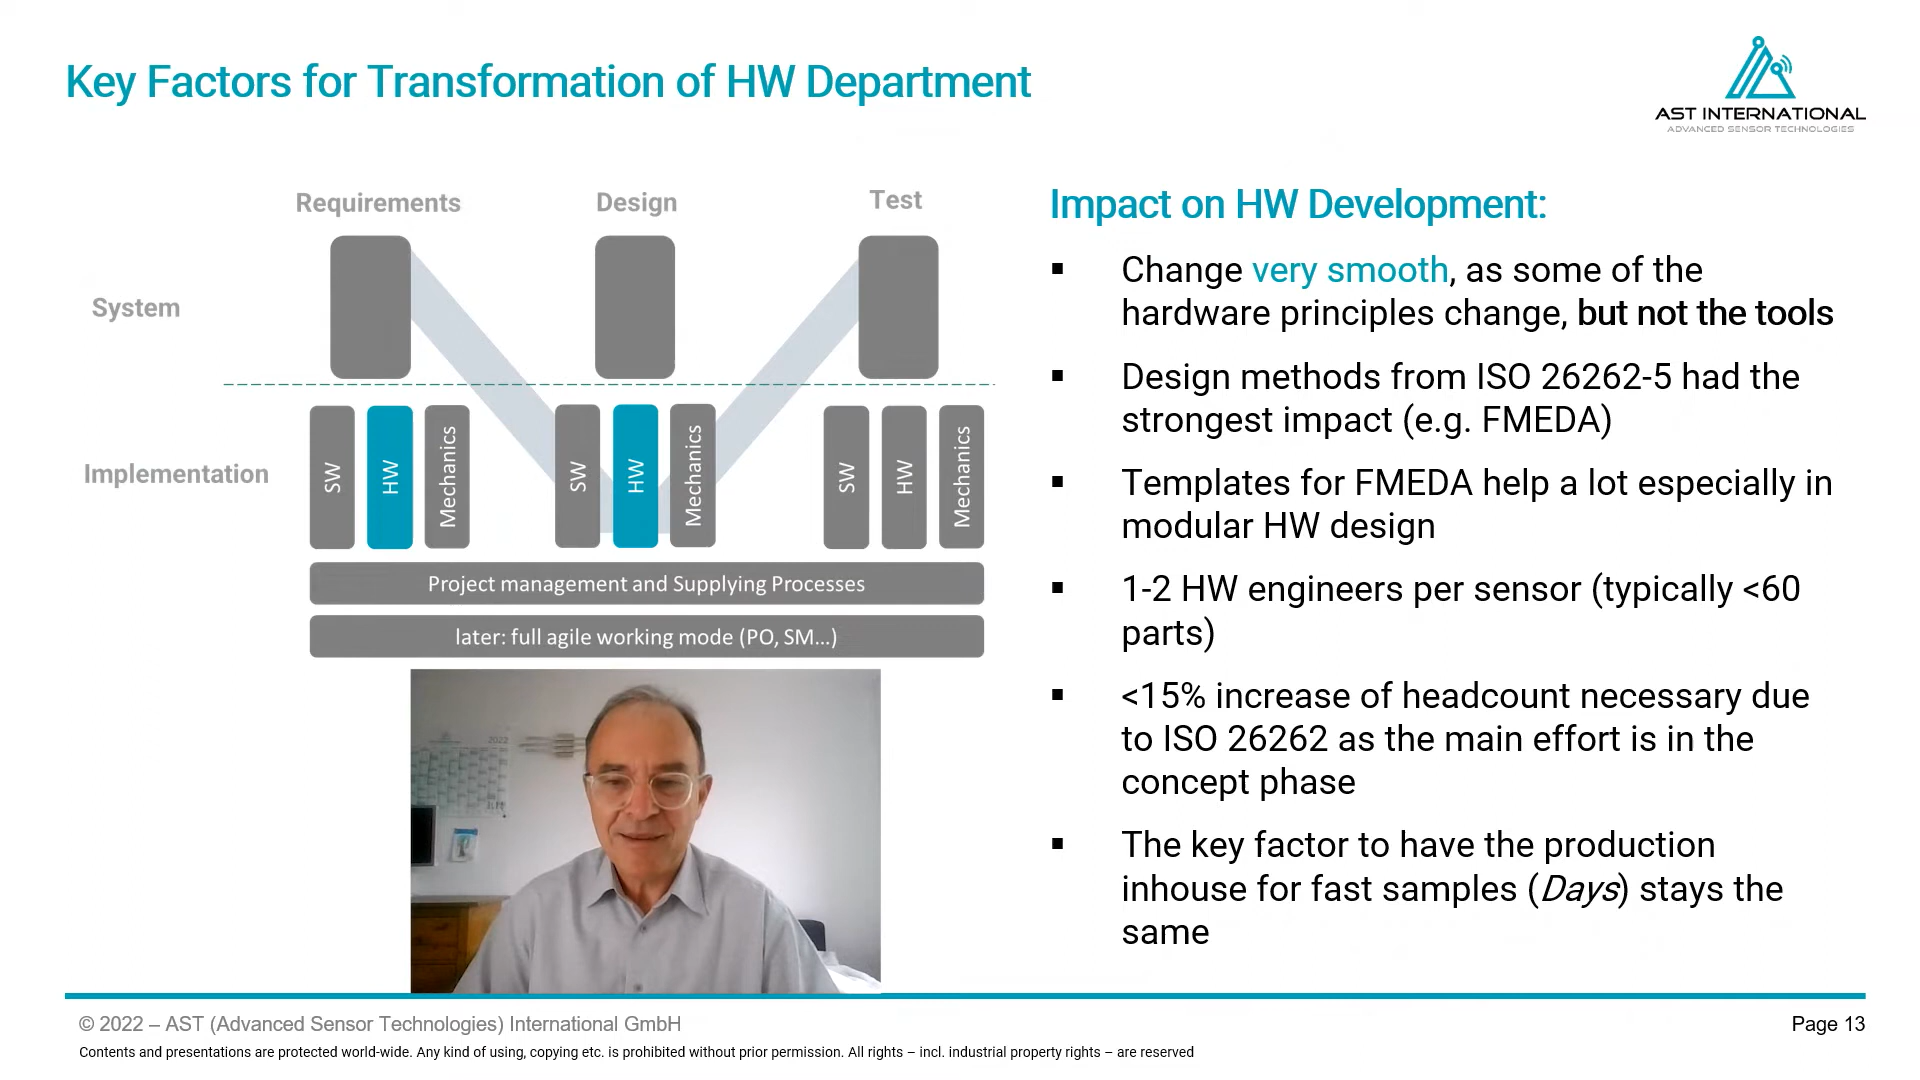 Key Factors for Transformation of HW Department
AST INTERNATIONAL
ADVANCED SENSOR TECHNOLOGIES
Requirements
Design
Test
System
Implementation
SW
HW
Mechanics
SW
HW
Mechanics
SW
HW
Mechanics
Project management and Supplying Processes
later: full agile working mode (PO, SM...)
2022
Impact on HW Development:
▪ Change very smooth, as some of the
hardware principles change, but not the tools
▪ Design methods from ISO 26262-5 had the
strongest impact (e.g. FMEDA)
▪ Templates for FMEDA help a lot especially in
modular HW design
▪ 1-2 HW engineers per sensor (typically <60
parts)
▪ <15% increase of headcount necessary due
to ISO 26262 as the main effort is in the
concept phase
▪ The key factor to have the production
inhouse for fast samples (Days) stays the
same
© 2022 – AST (Advanced Sensor Technologies) International GmbH
Page 13
Contents and presentations are protected world-wide. Any kind of using, copying etc. is prohibited without prior permission. All rights – incl. industrial property rights – are reserved